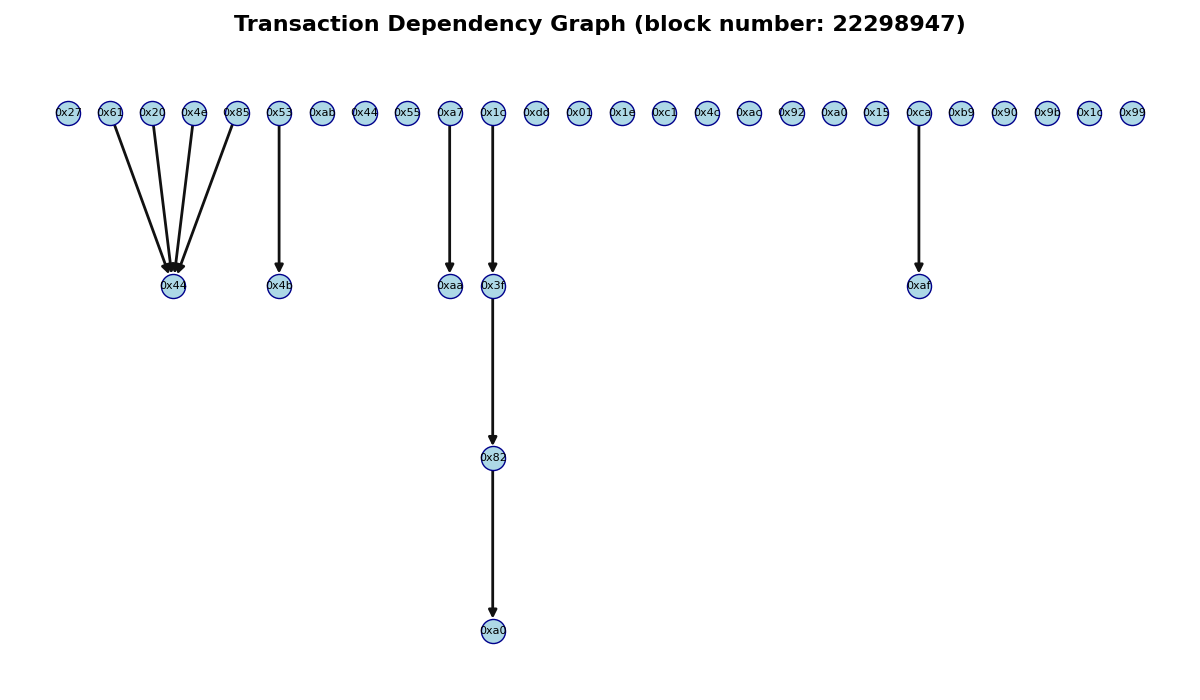 Transaction Dependency Graph (block number: 22298947)
0x27 0x61 0x20 0x4e 0x85 0x53 0xab 0x44 0x55 0xa7 0x1c 0xdd 0x01 0x1e 0xc1 0x4c 0xac 0x92 0xa0 0x15 0xca 0xb9 0x90 0x9b 0x1c 0x99
0x44 0x4b 0xaa 0x3f 0xaf
0x82
0xa0